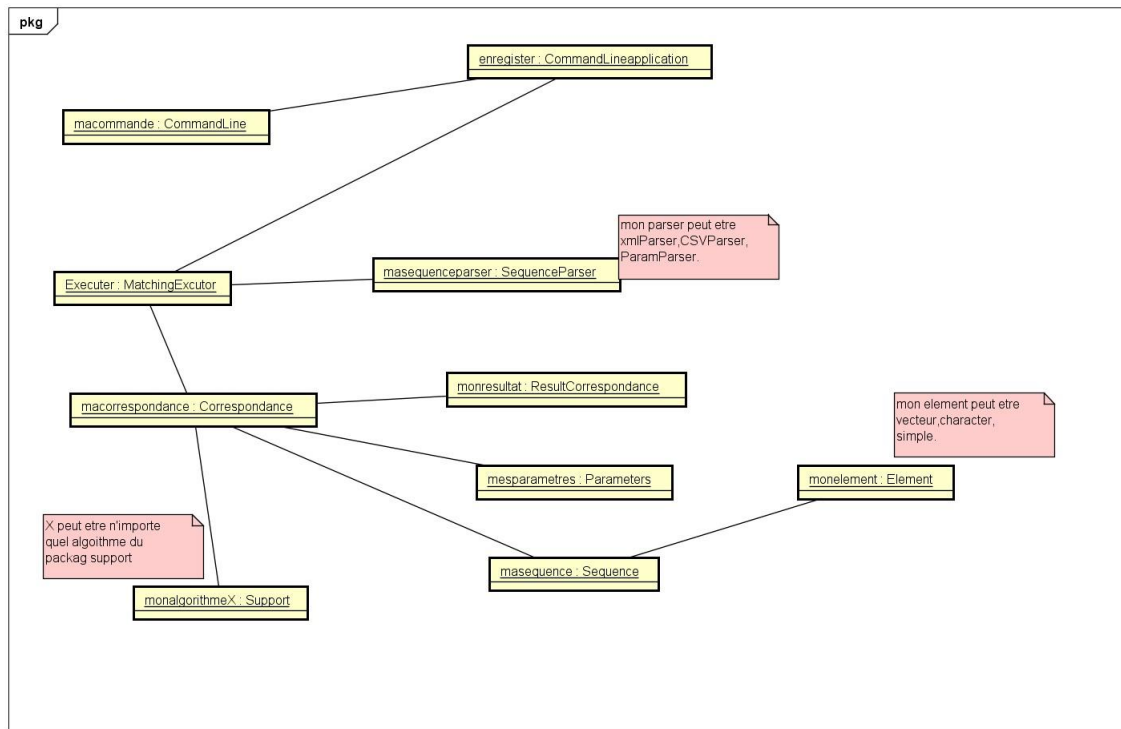 pkg
enregister : CommandLineapplication
macommande : CommandLine
mon parser peut etre
xmlParser,CSVParser,
ParamParser.
masequenceparser : SequenceParser
Executer : MatchingExcutor
monresultat : ResultCorrespondance
macorrespondance : Correspondance
mon element peut etre
vecteur,character,
simple.
mesparametres : Parameters
monelement : Element
X peut etre n'importe
quel algoithme du
packag support
masequence : Sequence
monalgorithmeX : Support